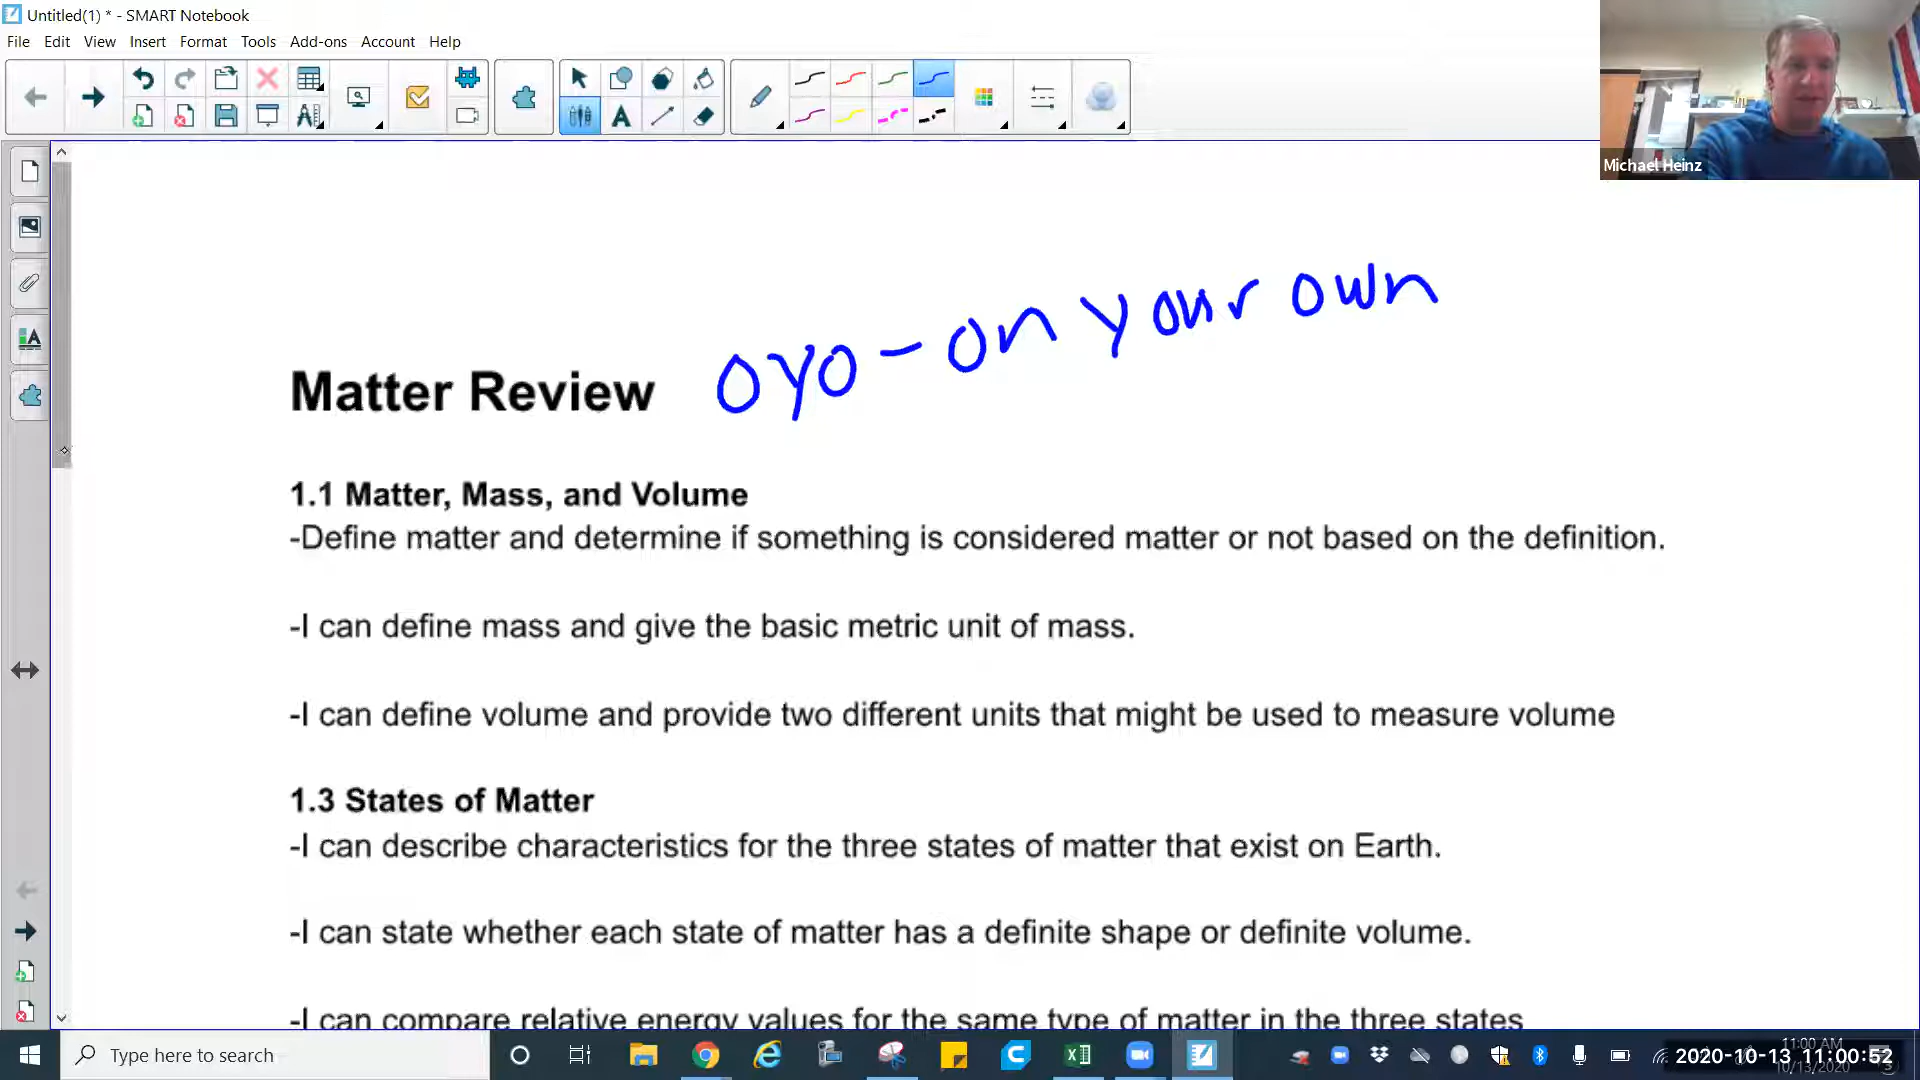 Untitled(1) * - SMART Notebook
File Edit View Insert Format Tools Add-ons Account Help
Michael Heinz
oyo - on your own
Matter Review
1.1 Matter, Mass, and Volume
-Define matter and determine if something is considered matter or not based on the definition.
-I can define mass and give the basic metric unit of mass.
-I can define volume and provide two different units that might be used to measure volume
1.3 States of Matter
-I can describe characteristics for the three states of matter that exist on Earth.
-I can state whether each state of matter has a definite shape or definite volume.
-I can compare relative energy values for the same type of matter in the three states
Type here to search
11:00 AM
2020-10-13 11:00:52
10/13/2020